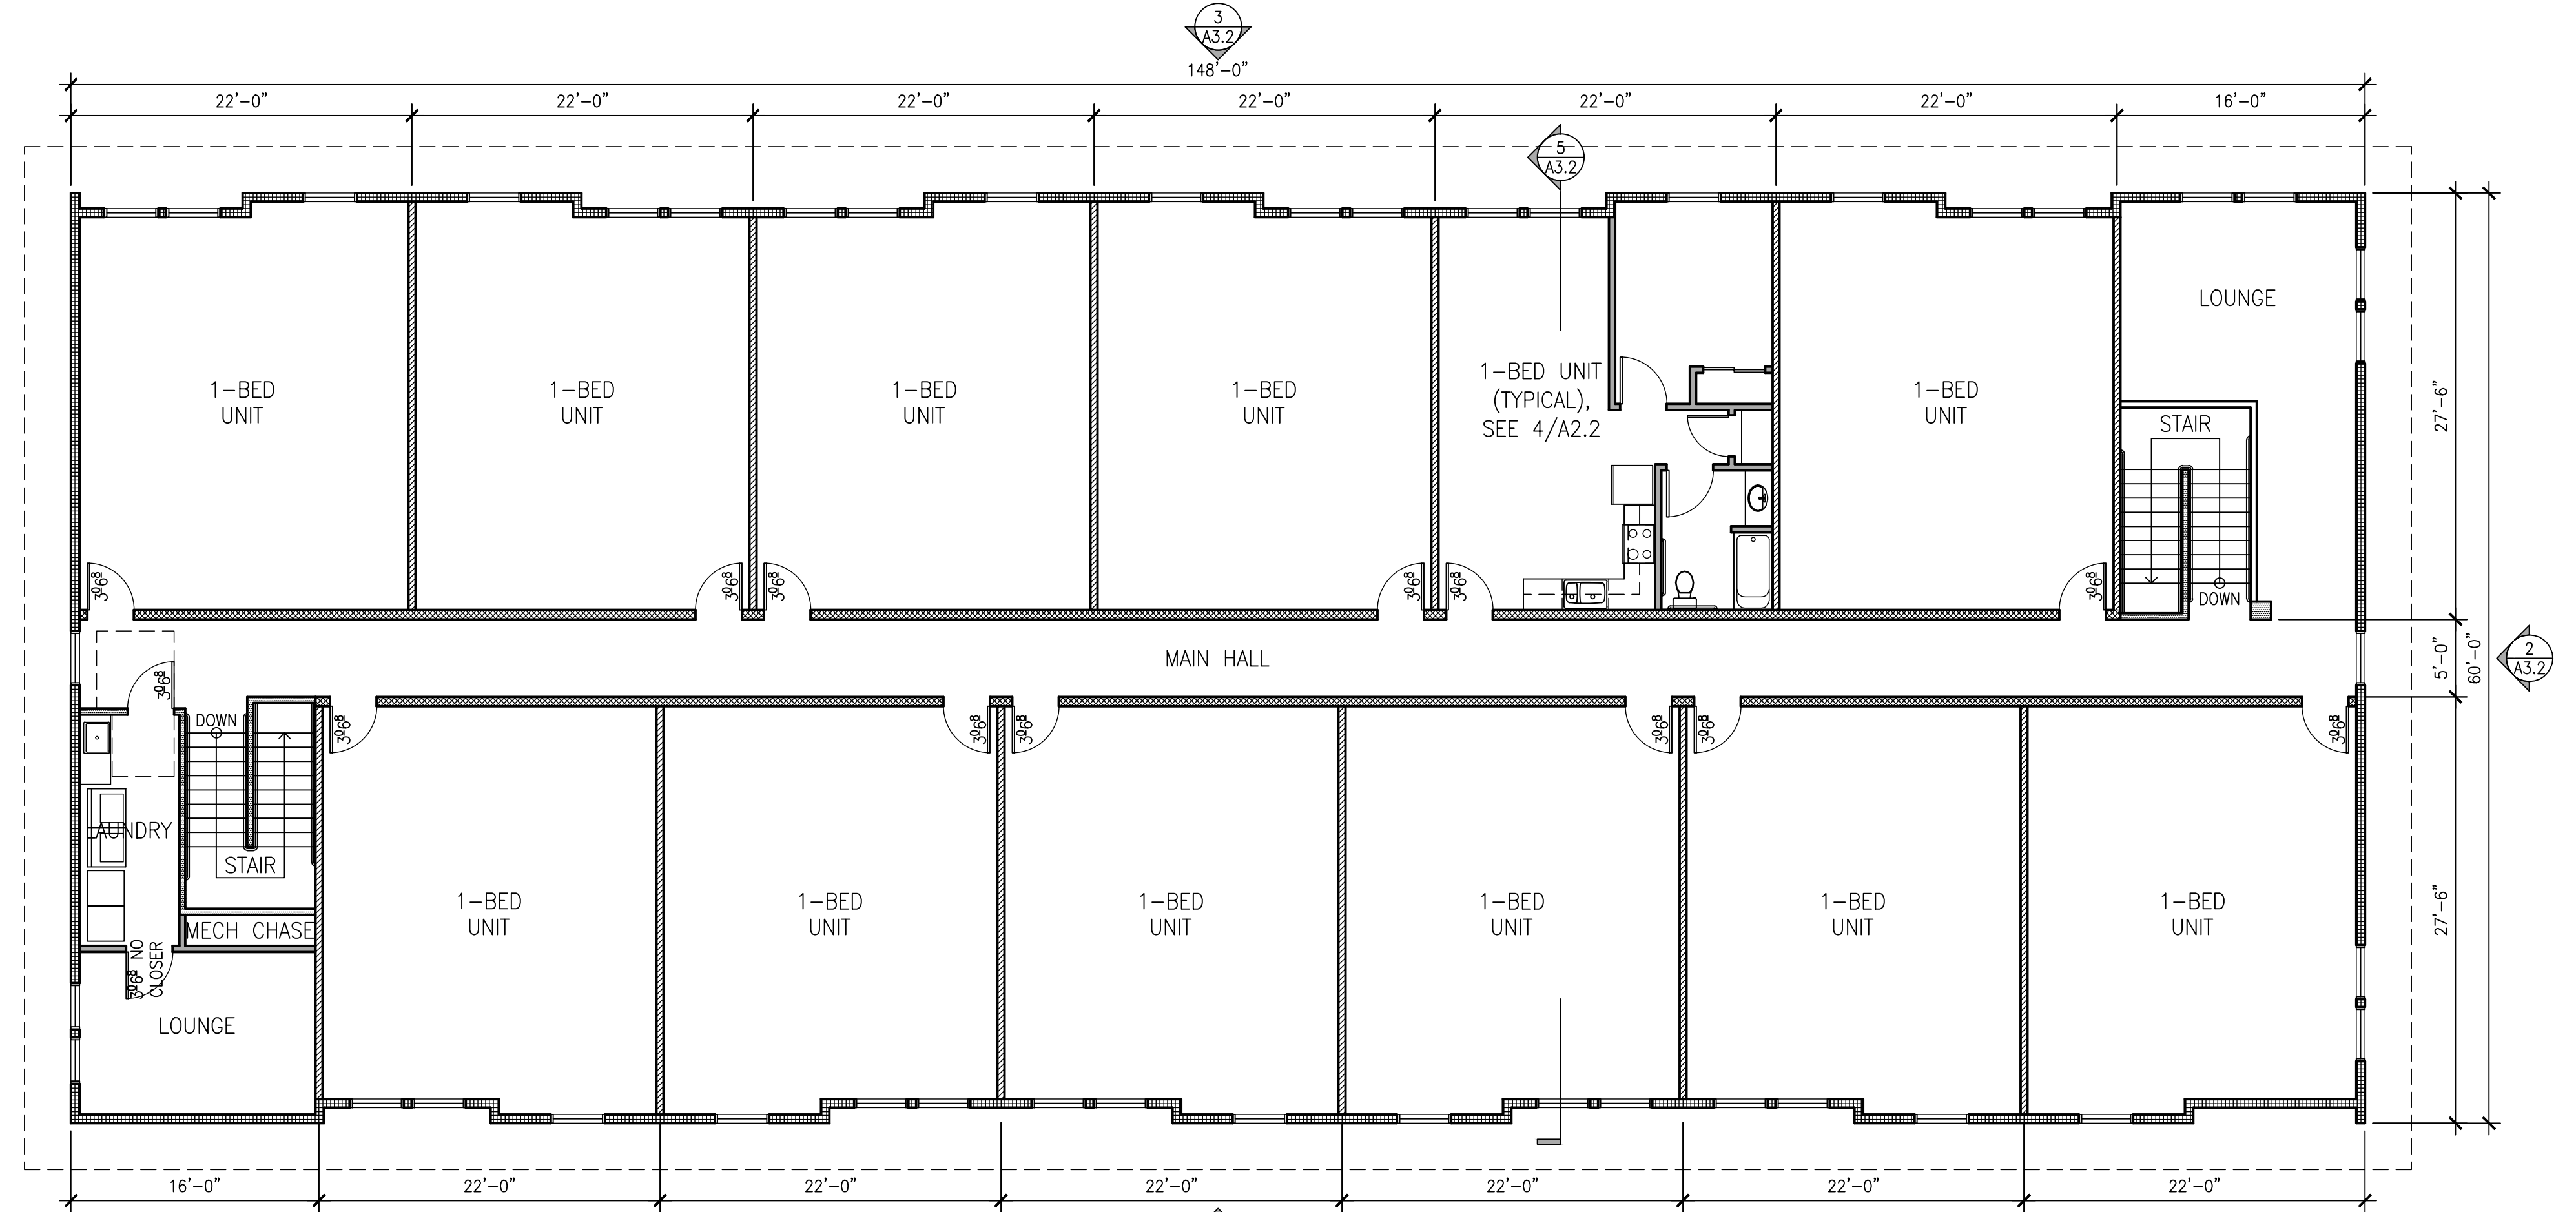 3
A3.2
148'-0"
22'-0" 22'-0" 22'-0" 22'-0" 22'-0" 22'-0" 16'-0"
5
A3.2
LOUNGE
1-BED
UNIT
1-BED
UNIT
1-BED
UNIT
1-BED
UNIT
1-BED UNIT
(TYPICAL),
SEE 4/A2.2
1-BED
UNIT
STAIR
DOWN
27'-6"
3068
3068
3068
3068
3068
3068
MAIN HALL
5'-0"
60'-0"
2
A3.2
3068
DOWN
3068
3068
3068
3068
3068
3068
LAUNDRY
STAIR
MECH CHASE
3068 NO
CLOSER
LOUNGE
1-BED
UNIT
1-BED
UNIT
1-BED
UNIT
1-BED
UNIT
1-BED
UNIT
1-BED
UNIT
27'-6"
16'-0" 22'-0" 22'-0" 22'-0" 22'-0" 22'-0" 22'-0"